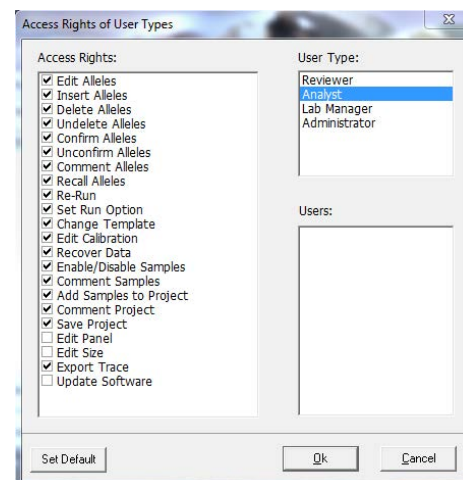 Access Rights of User Types
Access Rights:
Edit Alleles
Insert Alleles
Delete Alleles
Undelete Alleles
Confirm Alleles
Unconfirm Alleles
Comment Alleles
Recall Alleles
Re-Run
Set Run Option
Change Template
Edit Calibration
Recover Data
Enable/Disable Samples
Comment Samples
Add Samples to Project
Comment Project
Save Project
Edit Panel
Edit Size
Export Trace
Update Software
User Type:
Reviewer
Analyst
Lab Manager
Administrator
Users:
Set Default
Ok
Cancel